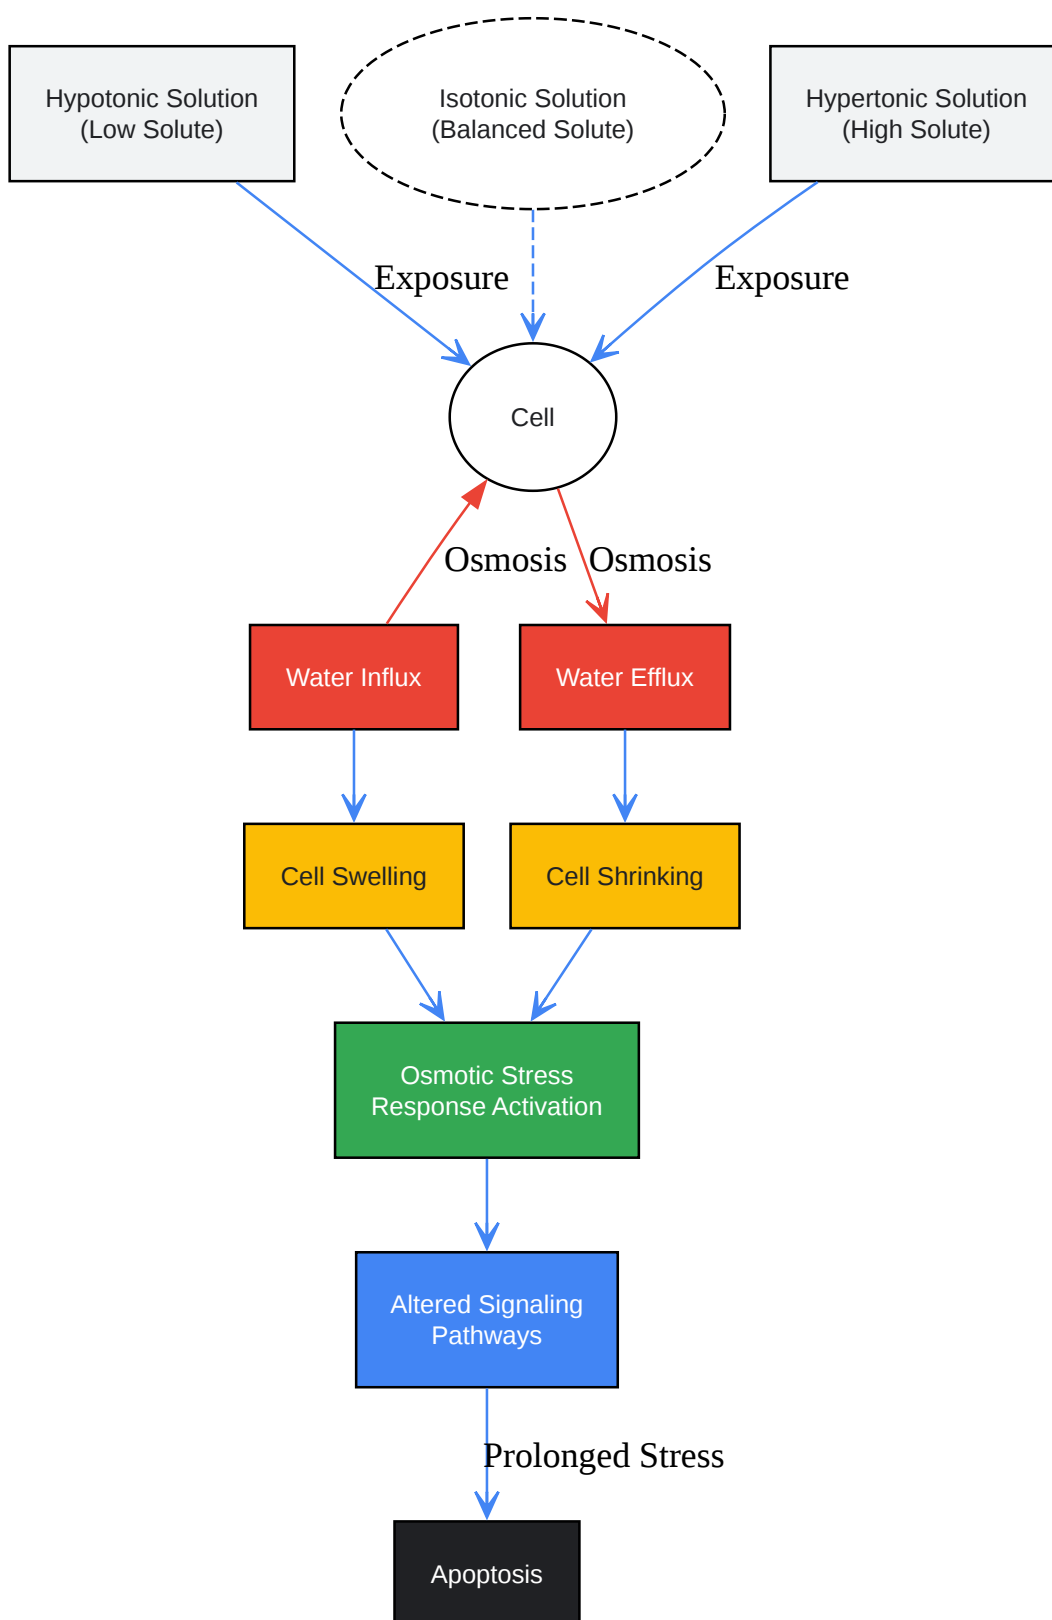 Hypotonic Solution
(Low Solute)
Isotonic Solution
(Balanced Solute)
Hypertonic Solution
(High Solute)
Exposure
Exposure
Cell
Osmosis
Osmosis
Water Influx
Water Efflux
Cell Swelling
Cell Shrinking
Osmotic Stress
Response Activation
Altered Signaling
Pathways
Prolonged Stress
Apoptosis